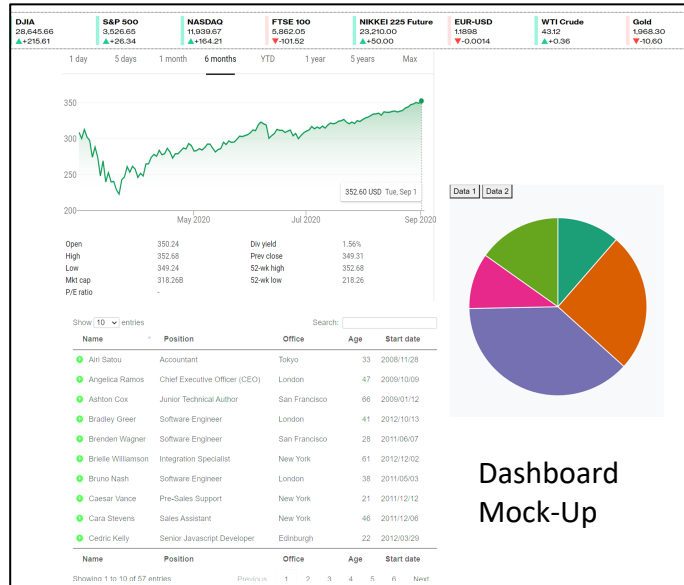 DJIA S&P 500 NASDAQ FTSE 100 NIKKEI 225 Future EUR-USD WTI Crude Gold
28,645.66 3,526.65 11,939.67 5,862.05 23,210.00 1.1898 43.12 1,968.30
▲+215.61 ▲+26.34 ▲+164.21 ▼-101.52 ▲+50.00 ▼-0.0014 ▲+0.36 ▼-10.60
1 day 5 days 1 month 6 months YTD 1 year 5 years Max
350
300
250
352.60 USD Tue, Sep 1
200
May 2020 Jul 2020 Sep 2020
Open 350.24 Div yield 1.56%
High 352.68 Prev close 349.31
Low 349.24 52-wk high 352.68
Mkt cap 318.26B 52-wk low 218.26
P/E ratio -
Data 1 Data 2
Show 10 entries Search:
Name Position Office Age Start date
Airi Satou Accountant Tokyo 33 2008/11/28
Angelica Ramos Chief Executive Officer (CEO) London 47 2009/10/09
Ashton Cox Junior Technical Author San Francisco 66 2009/01/12
Bradley Greer Software Engineer London 41 2012/10/13
Brenden Wagner Software Engineer San Francisco 28 2011/06/07
Brielle Williamson Integration Specialist New York 61 2012/12/02
Bruno Nash Software Engineer London 38 2011/05/03
Caesar Vance Pre-Sales Support New York 21 2011/12/12
Cara Stevens Sales Assistant New York 46 2011/12/06
Cedric Kelly Senior Javascript Developer Edinburgh 22 2012/03/29
Name Position Office Age Start date
Showing 1 to 10 of 57 entries Previous 1 2 3 4 5 6 Next
Dashboard
Mock-Up